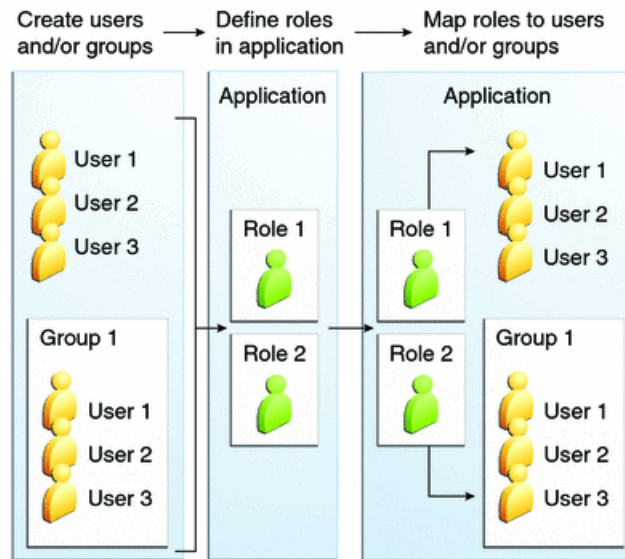 Create users
and/or groups
Define roles
in application
Map roles to users
and/or groups
User 1
User 2
User 3
Group 1
User 1
User 2
User 3
Application
Role 1
Role 2
Application
Role 1
Role 2
User 1
User 2
User 3
Group 1
User 1
User 2
User 3